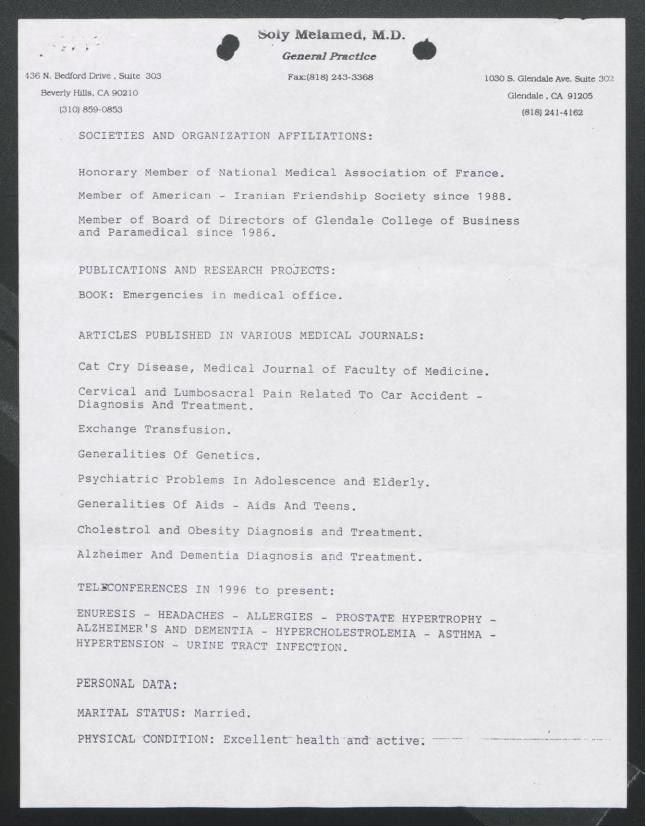 Soly Melamed, M.D.
General Practice
436 N. Bedford Drive , Suite 303
Beverly Hills, CA 90210
(310) 859-0853
Fax:(818) 243-3368
1030 S. Glendale Ave. Suite 302
Glendale , CA 91205
(818) 241-4162
SOCIETIES AND ORGANIZATION AFFILIATIONS:
Honorary Member of National Medical Association of France.
Member of American - Iranian Friendship Society since 1988.
Member of Board of Directors of Glendale College of Business
and Paramedical since 1986.
PUBLICATIONS AND RESEARCH PROJECTS:
BOOK: Emergencies in medical office.
ARTICLES PUBLISHED IN VARIOUS MEDICAL JOURNALS:
Cat Cry Disease, Medical Journal of Faculty of Medicine.
Cervical and Lumbosacral Pain Related To Car Accident -
Diagnosis And Treatment.
Exchange Transfusion.
Generalities Of Genetics.
Psychiatric Problems In Adolescence and Elderly.
Generalities Of Aids - Aids And Teens.
Cholestrol and Obesity Diagnosis and Treatment.
Alzheimer And Dementia Diagnosis and Treatment.
TELECONFERENCES IN 1996 to present:
ENURESIS - HEADACHES - ALLERGIES - PROSTATE HYPERTROPHY -
ALZHEIMER'S AND DEMENTIA - HYPERCHOLESTROLEMIA - ASTHMA -
HYPERTENSION - URINE TRACT INFECTION.
PERSONAL DATA:
MARITAL STATUS: Married.
PHYSICAL CONDITION: Excellent health and active.